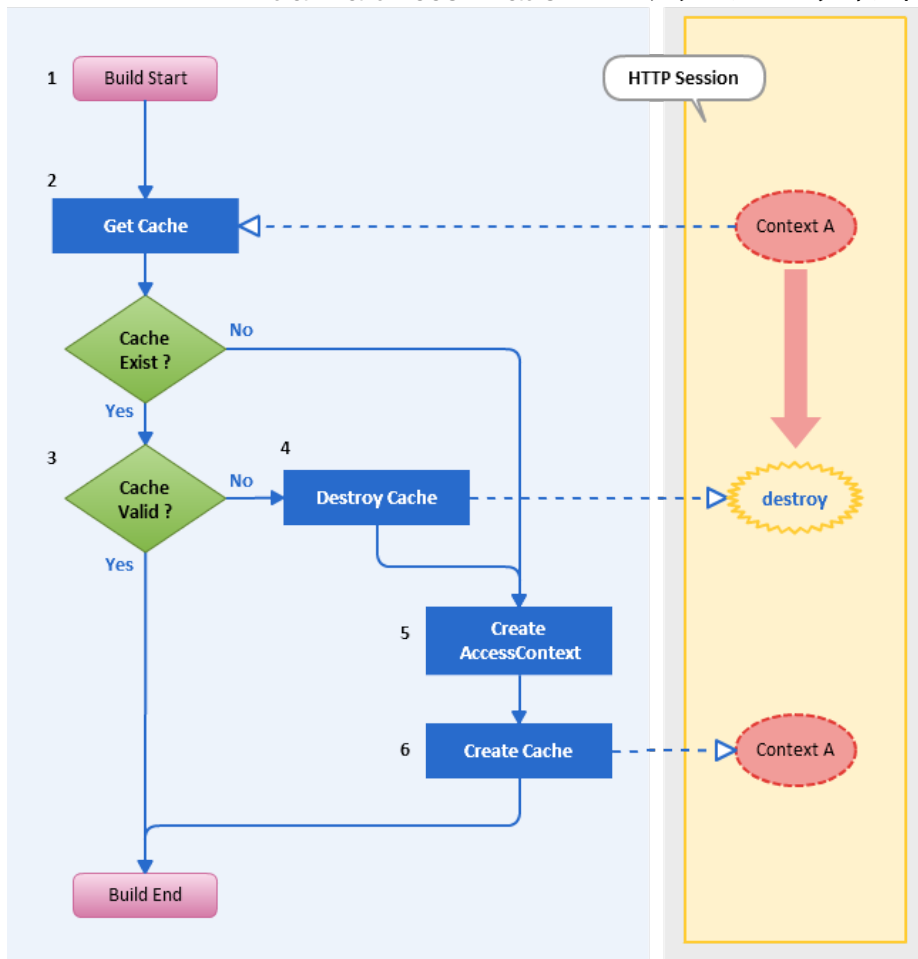 1
Build Start
HTTP Session
2
Get Cache
Context A
Cache
Exist ?
No
Yes
3
Cache
Valid ?
No
4
Destroy Cache
destroy
Yes
5
Create
AccessContext
6
Create Cache
Context A
Build End